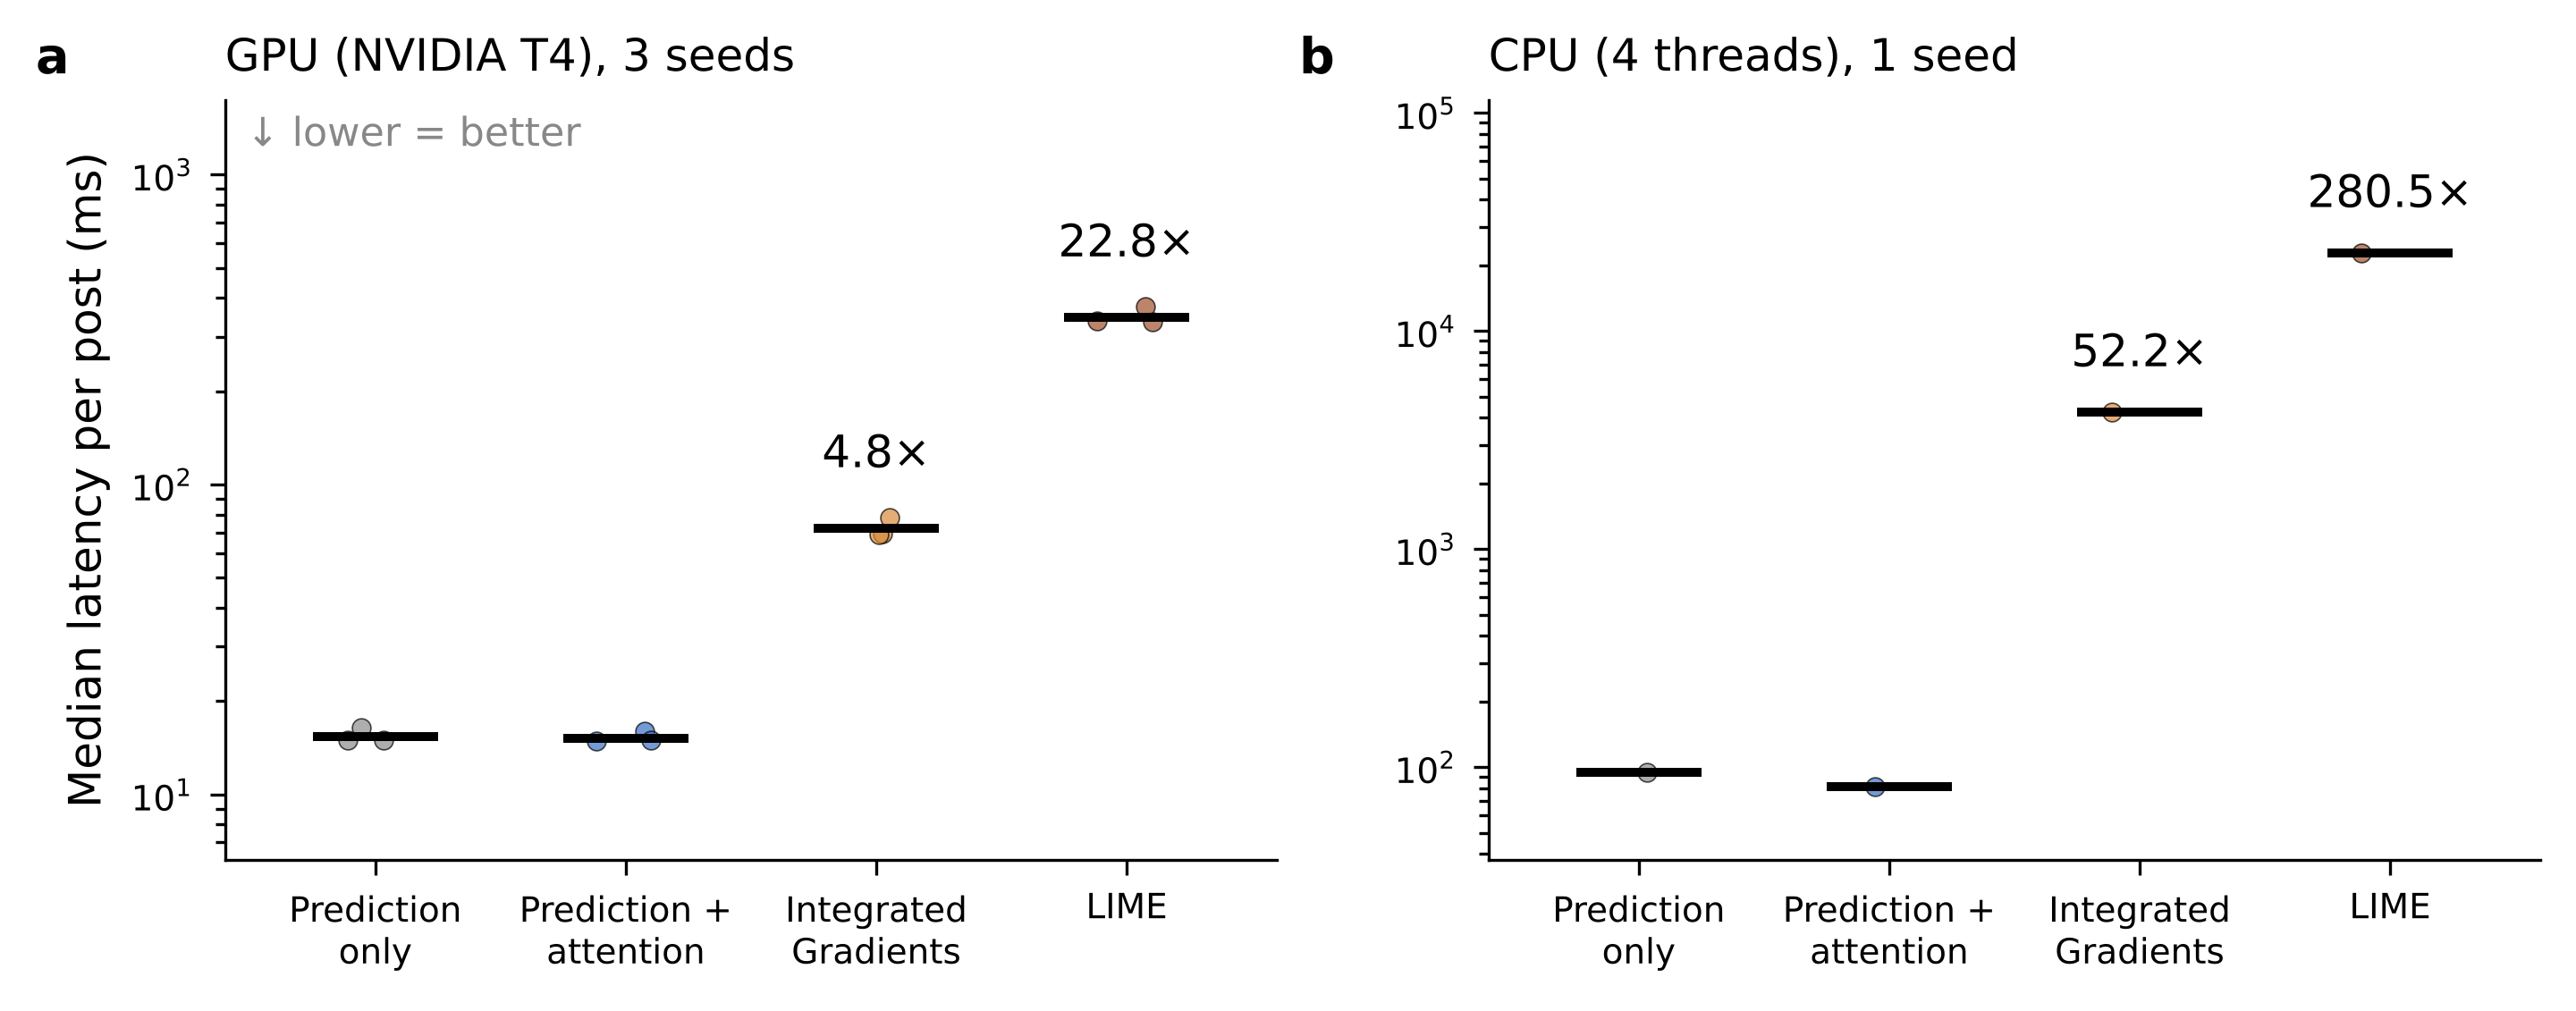 a
GPU (NVIDIA T4), 3 seeds
↓ lower = better
Median latency per post (ms)
10³
10²
10¹
4.8×
22.8×
Prediction
only
Prediction +
attention
Integrated
Gradients
LIME
b
CPU (4 threads), 1 seed
10⁵
10⁴
10³
10²
52.2×
280.5×
Prediction
only
Prediction +
attention
Integrated
Gradients
LIME